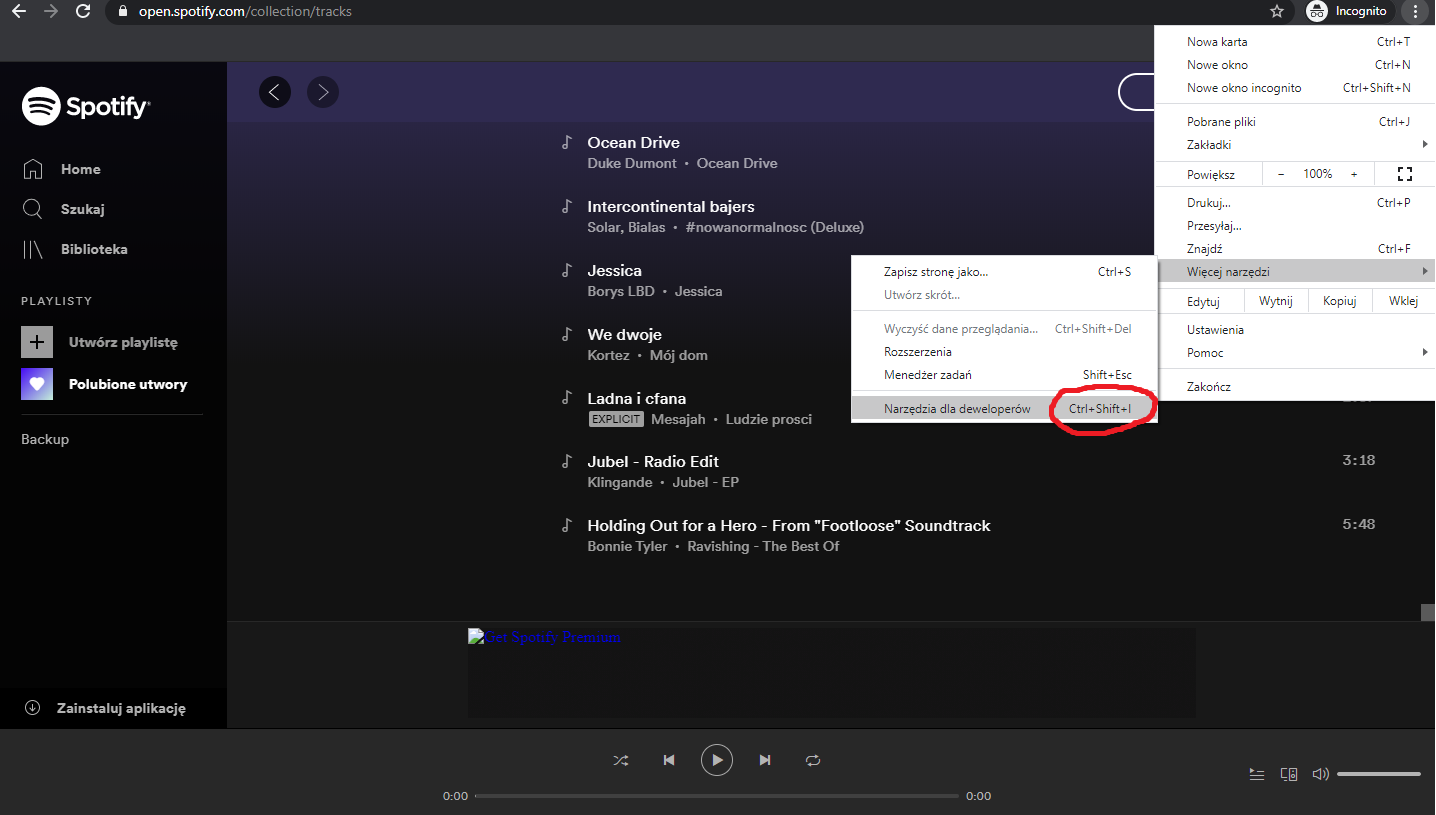 open.spotify.com/collection/tracks
Incognito
Spotify
Home
Szukaj
Biblioteka
PLAYLISTY
Utwórz playlistę
Polubione utwory
Backup
Zainstaluj aplikację
Ocean Drive
Duke Dumont • Ocean Drive
Intercontinental bajers
Solar, Bialas • #nowanormalnosc (Deluxe)
Jessica
Borys LBD • Jessica
We dwoje
Kortez • Mój dom
Ladna i cfana
EXPLICIT Mesajah • Ludzie prosci
Jubel - Radio Edit
3:18
Klingande • Jubel - EP
Holding Out for a Hero - From "Footloose" Soundtrack
5:48
Bonnie Tyler • Ravishing - The Best Of
Nowa karta Ctrl+T
Nowe okno Ctrl+N
Nowe okno incognito Ctrl+Shift+N
Pobrane pliki Ctrl+J
Zakładki
Powiększ − 100% +
Drukuj... Ctrl+P
Przesyłaj...
Znajdź Ctrl+F
Więcej narzędzi
Edytuj Wytnij Kopiuj Wklej
Ustawienia
Pomoc
Zakończ
Zapisz stronę jako... Ctrl+S
Utwórz skrót...
Wyczyść dane przeglądania... Ctrl+Shift+Del
Rozszerzenia
Menedżer zadań Shift+Esc
Narzędzia dla deweloperów Ctrl+Shift+I
Get Spotify Premium
0:00 0:00